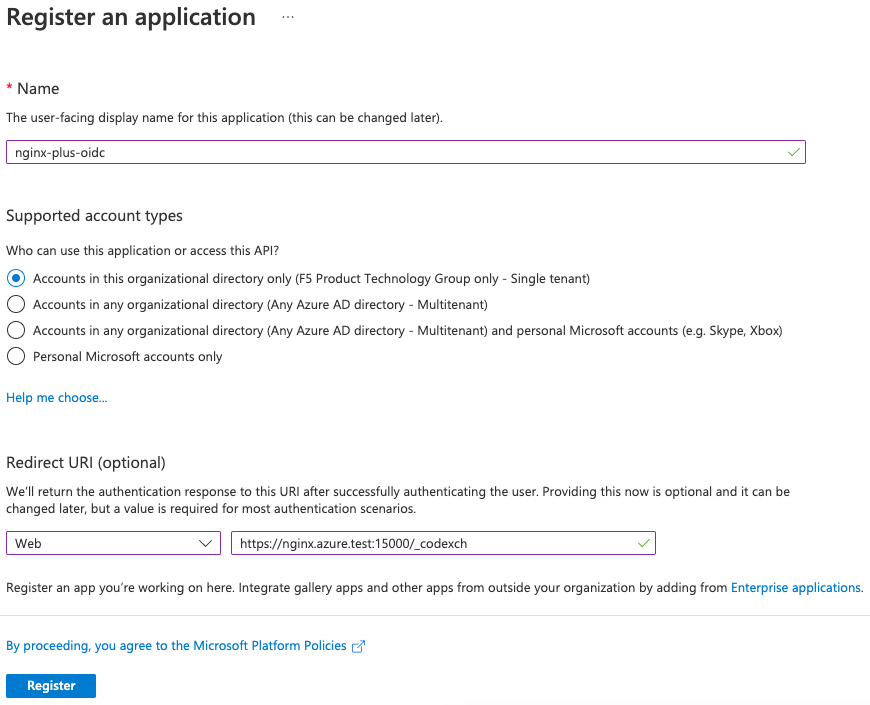 Register an application ...
* Name
The user-facing display name for this application (this can be changed later).
nginx-plus-oidc
Supported account types
Who can use this application or access this API?
Accounts in this organizational directory only (F5 Product Technology Group only - Single tenant)
Accounts in any organizational directory (Any Azure AD directory - Multitenant)
Accounts in any organizational directory (Any Azure AD directory - Multitenant) and personal Microsoft accounts (e.g. Skype, Xbox)
Personal Microsoft accounts only
Help me choose...
Redirect URI (optional)
We'll return the authentication response to this URI after successfully authenticating the user. Providing this now is optional and it can be
changed later, but a value is required for most authentication scenarios.
Web https://nginx.azure.test:15000/_codexch
Register an app you're working on here. Integrate gallery apps and other apps from outside your organization by adding from Enterprise applications.
By proceeding, you agree to the Microsoft Platform Policies
Register